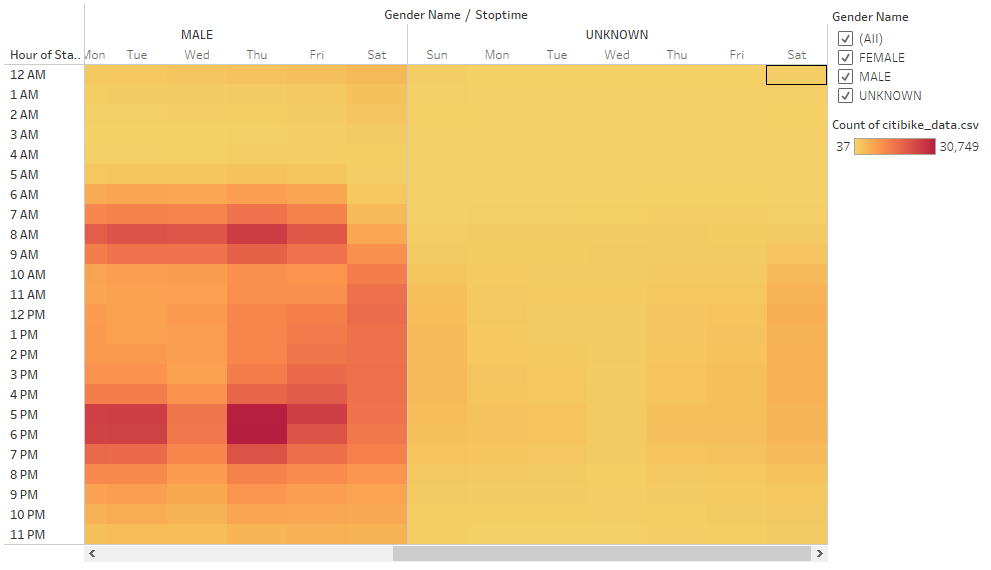 Gender Name / Stoptime
MALE UNKNOWN
Hour of Sta.. Mon Tue Wed Thu Fri Sat Sun Mon Tue Wed Thu Fri Sat
12 AM
1 AM
2 AM
3 AM
4 AM
5 AM
6 AM
7 AM
8 AM
9 AM
10 AM
11 AM
12 PM
1 PM
2 PM
3 PM
4 PM
5 PM
6 PM
7 PM
8 PM
9 PM
10 PM
11 PM
Gender Name
(All)
FEMALE
MALE
UNKNOWN
Count of citibike_data.csv
37 30,749